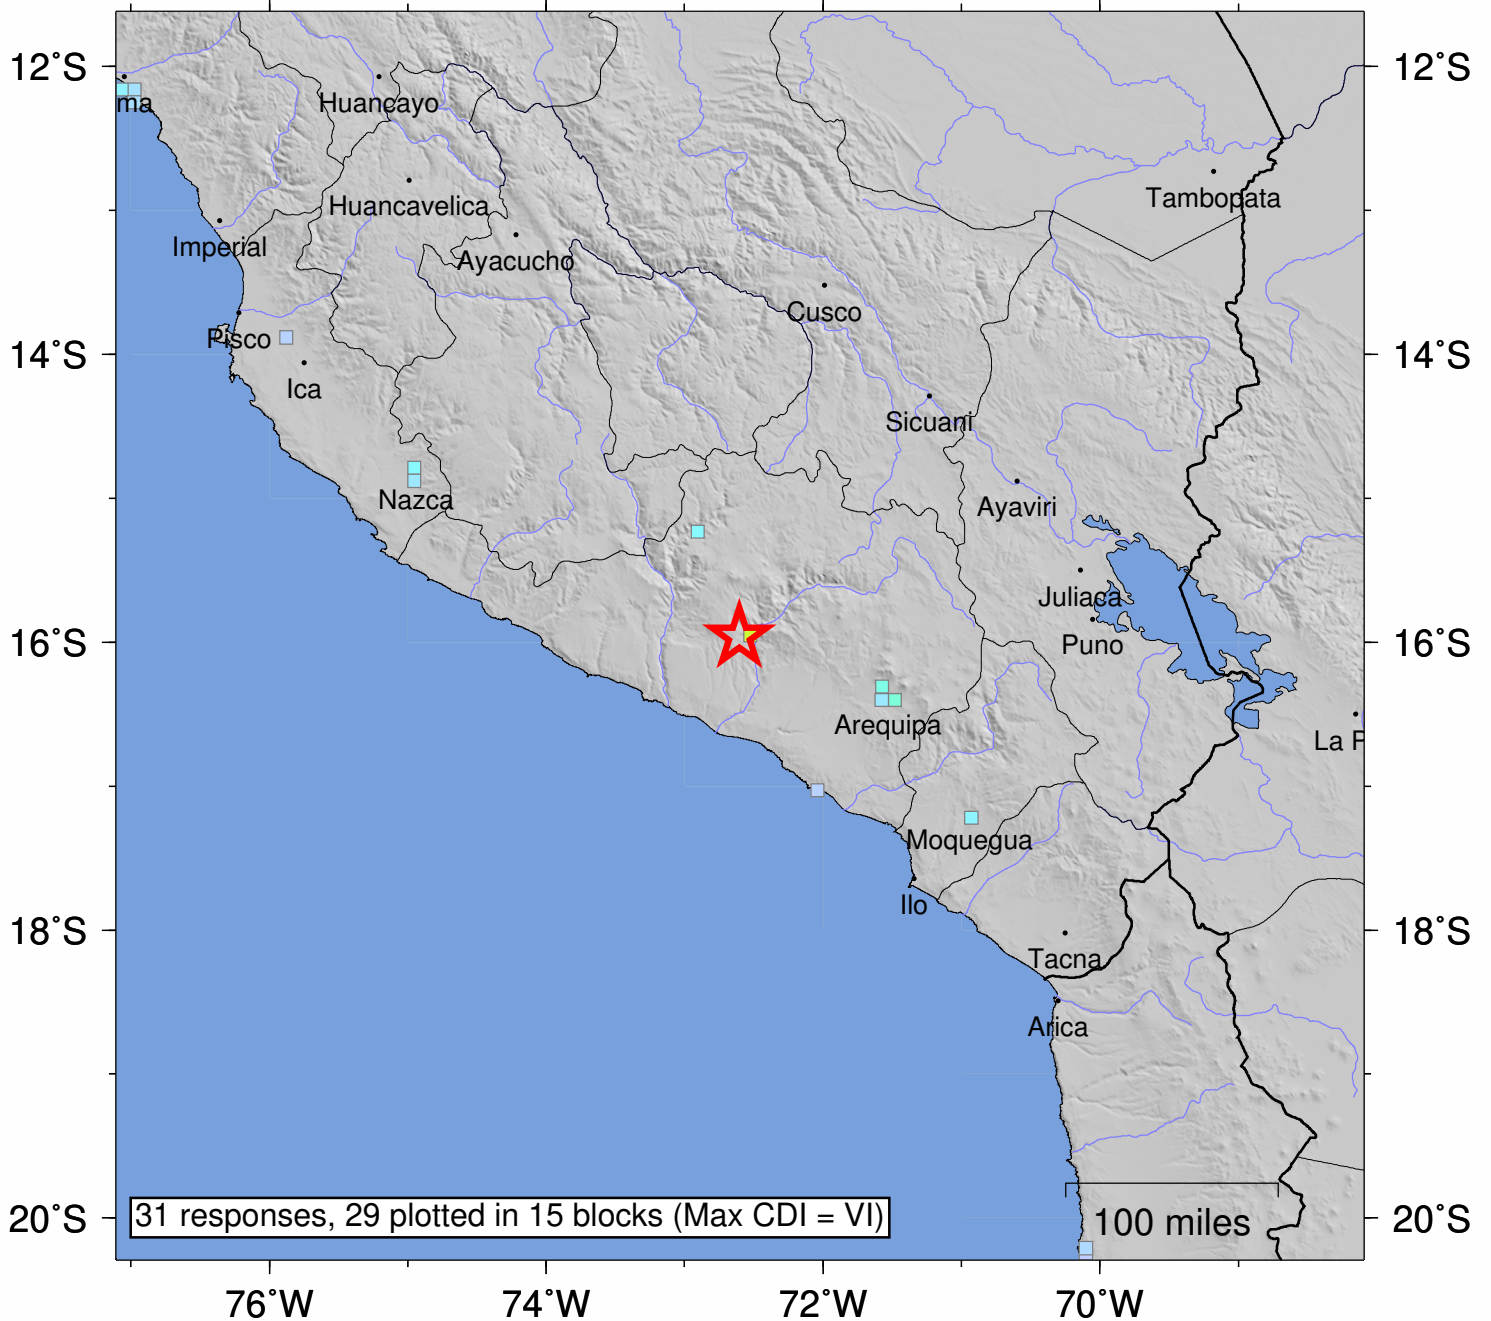 12°S
12°S
ma
Huancayo
Tambopata
Huancavelica
Imperial
Ayacucho
Cusco
Pisco
14°S
14°S
Ica
Sicuani
Nazca
Ayaviri
Juliaca
16°S
Puno
16°S
Arequipa
La P
Moquegua
Ilo
18°S
18°S
Tacna
Arica
31 responses, 29 plotted in 15 blocks (Max CDI = VI)
100 miles
20°S
20°S
76°W
74°W
72°W
70°W